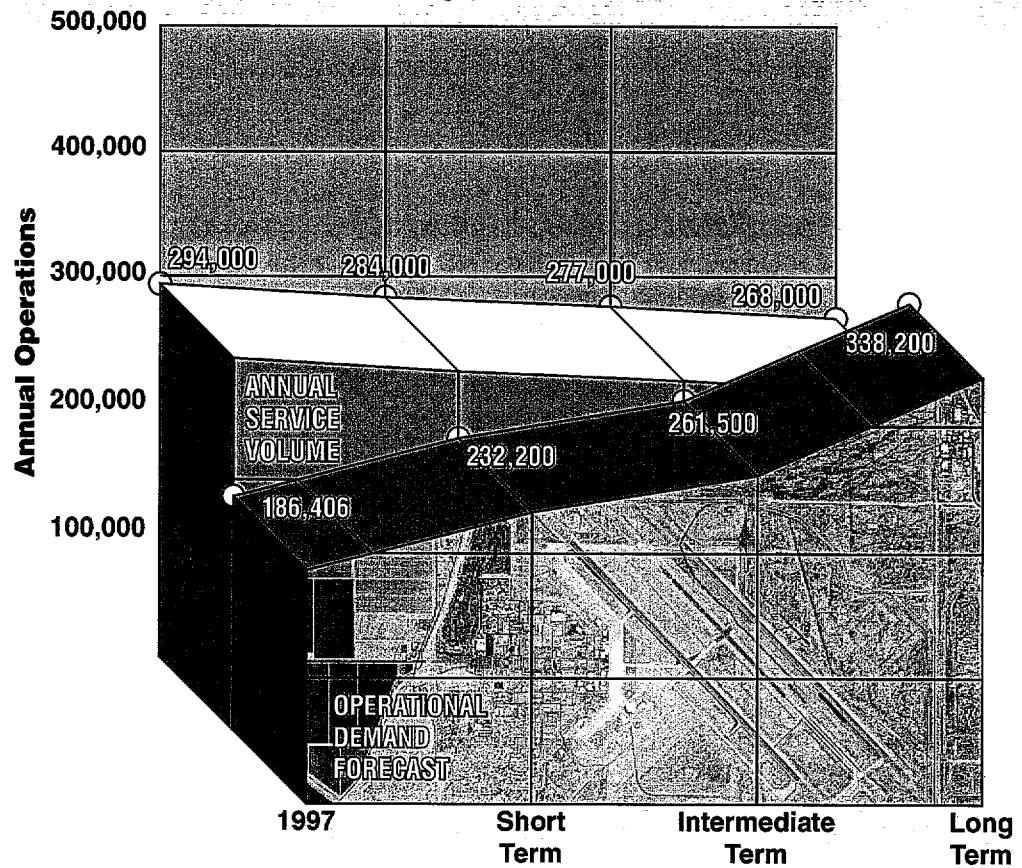 500,000
400,000
300,000
200,000
100,000
Annual Operations
294,000
284,000
277,000
268,000
338,200
261,500
232,200
186,406
ANNUAL
SERVICE
VOLUME
OPERATIONAL
DEMAND
FORECAST
1997
Short
Term
Intermediate
Term
Long
Term